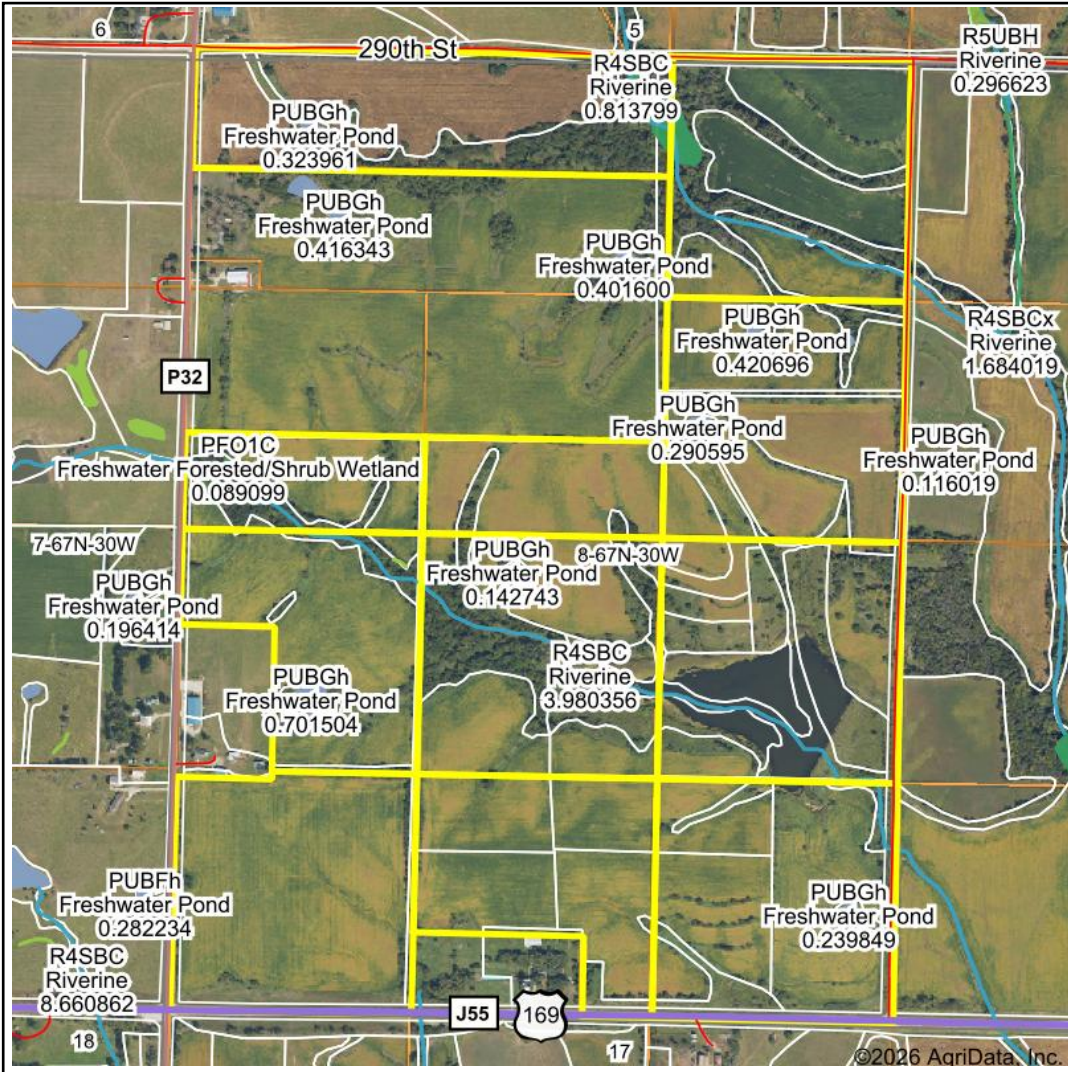 6
5
290th St
R4SBC
Riverine
0.813799
R5UBH
Riverine
0.296623
PUBGh
Freshwater Pond
0.323961
PUBGh
Freshwater Pond
0.416343
PUBGh
Freshwater Pond
0.401600
PUBGh
Freshwater Pond
0.420696
R4SBCx
Riverine
1.684019
P32
PUBGh
Freshwater Pond
0.290595
PUBGh
Freshwater Pond
0.116019
PFO1C
Freshwater Forested/Shrub Wetland
0.089099
7-67N-30W
8-67N-30W
PUBGh
Freshwater Pond
0.142743
PUBGh
Freshwater Pond
0.196414
R4SBC
Riverine
3.980356
PUBGh
Freshwater Pond
0.701504
PUBFh
Freshwater Pond
0.282234
PUBGh
Freshwater Pond
0.239849
R4SBC
Riverine
8.660862
J55
169
18
17
©2026 AgriData, Inc.